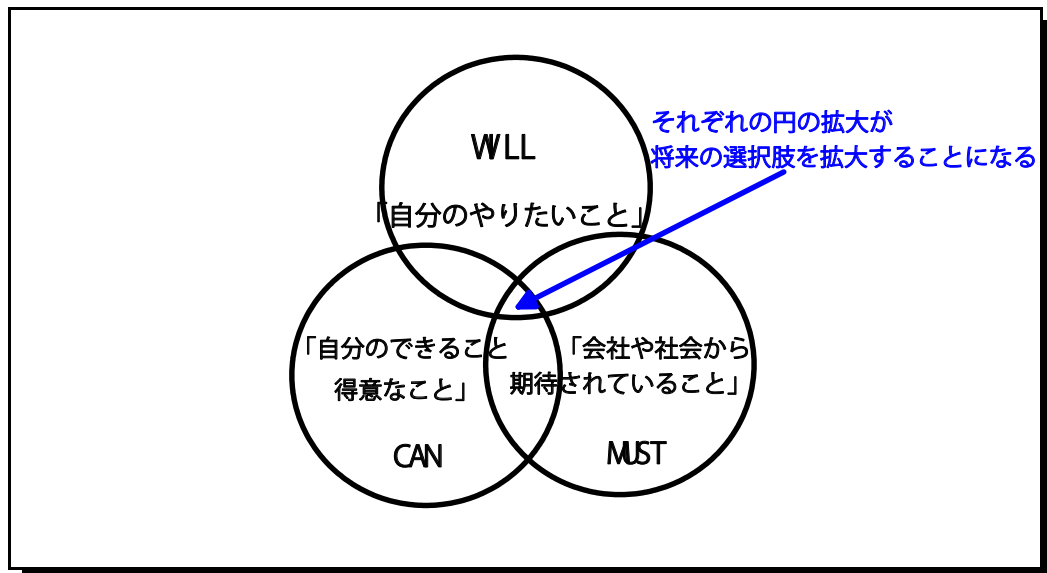 WILL
それぞれの円の拡大が
将来の選択肢を拡大することになる
「自分のやりたいこと」
「自分のできること
得意なこと」
「会社や社会から
期待されていること」
CAN
MUST